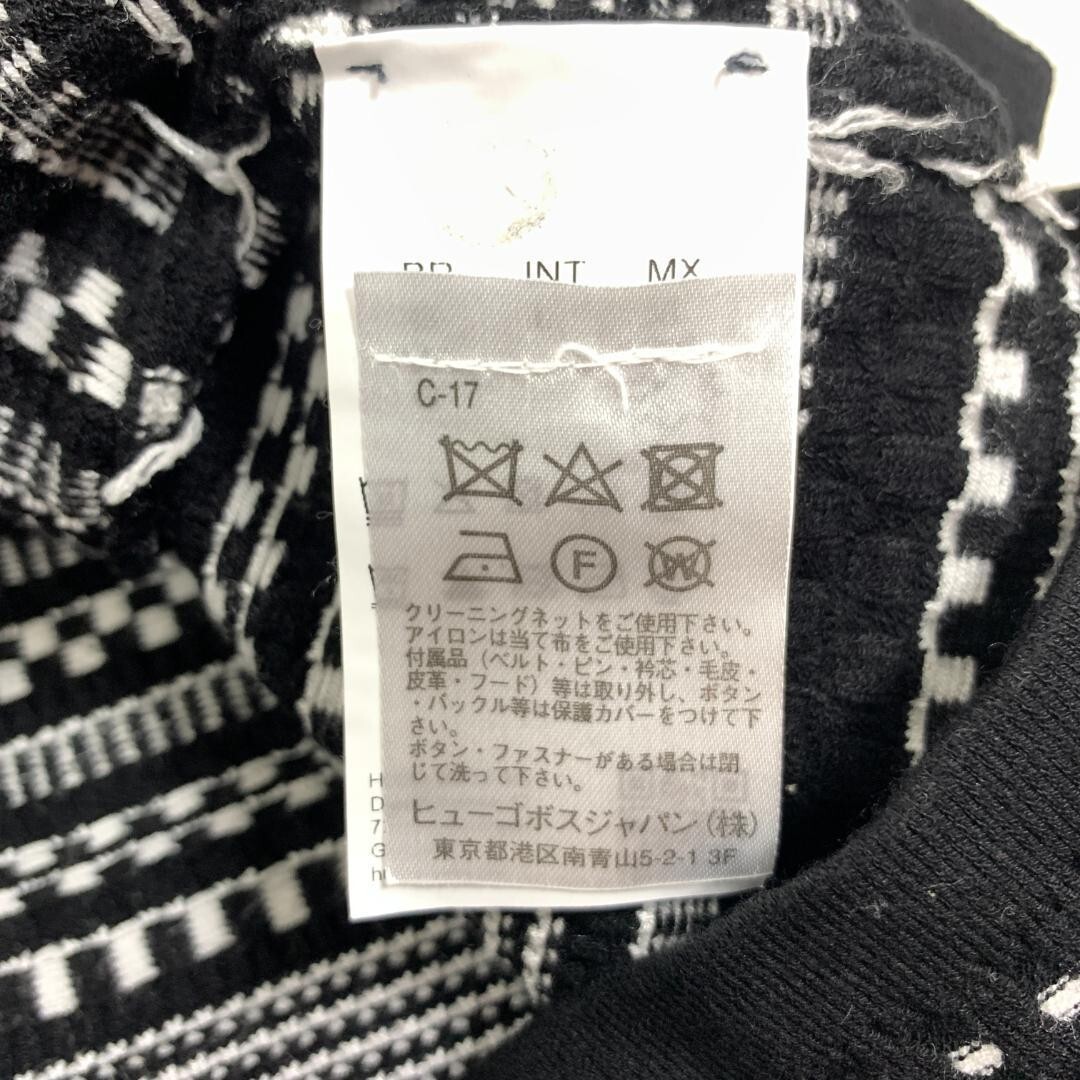 BR INT MX
C-17
F W
クリーニングネットをご使用下さい。
アイロンは当て布をご使用下さい。
付属品(ベルト・ピン・衿芯・毛皮・
皮革・フード)等は取り外し、ボタン
・バックル等は保護カバーをつけて下
さい。
ボタン・ファスナーがある場合は閉
じて洗って下さい。
ヒューゴボスジャパン(株)
東京都港区南青山5-2-1 3F
H
D
7
G